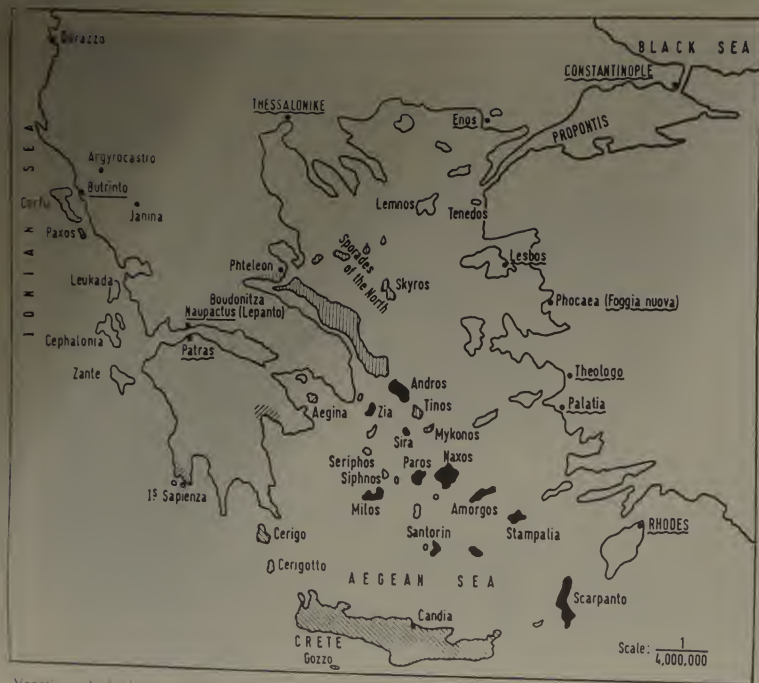 BLACK SEA
Durazzo
CONSTANTINOPLE
THESSALONIKE
Enos
PROPONTIS
IONIAN SEA
Argyrocastro
Butrinto
Corfu
Janina
Lemnos
Tenedos
Paxos
Sporades
of the North
Lesbos
Phteleon
Leukada
Skyros
Boudonitza
Phocaea (Foggia nuova)
Naupactus (Lepanto)
Cephalonia
Patras
Zante
Andros
Theologo
Aegina
Zia
Tinos
Palatia
Sira
Mykonos
Seriphos
Paros
Naxos
Siphnos
Iˢ Sapienza
Milos
Amorgos
Stampalia
Santorin
RHODES
Cerigo
Cerigotto
AEGEAN SEA
Scarpanto
Candia
CRETE
Gozzo
Scale: 1
4,000,000